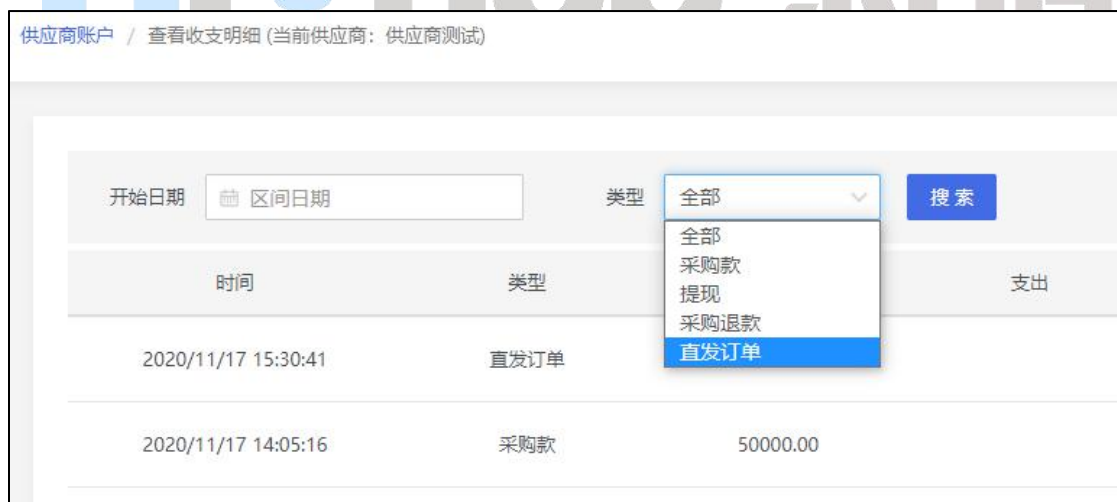 供应商账户 / 查看收支明细 (当前供应商：供应商测试)
开始日期 区间日期 类型 全部 搜 索
全部
采购款
提现
采购退款
直发订单
时间 类型 支出
2020/11/17 15:30:41 直发订单
2020/11/17 14:05:16 采购款 50000.00